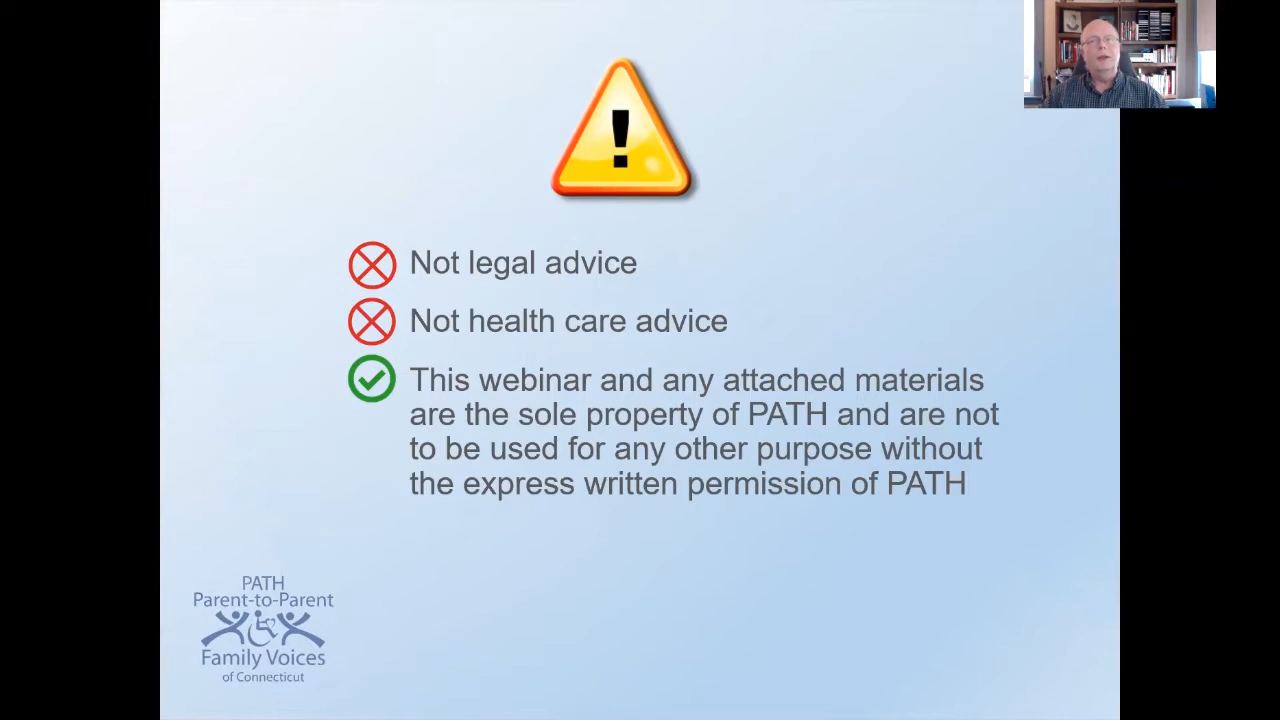 !
Not legal advice
Not health care advice
This webinar and any attached materials
are the sole property of PATH and are not
to be used for any other purpose without
the express written permission of PATH
PATH
Parent-to-Parent
Family Voices
of Connecticut